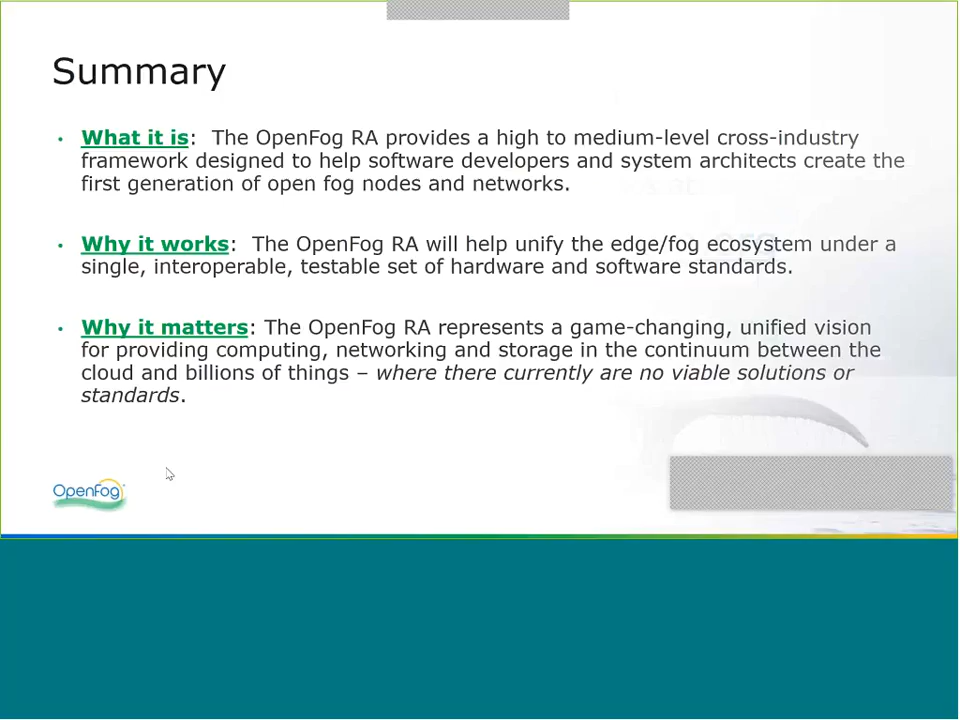 Summary
• What it is:  The OpenFog RA provides a high to medium-level cross-industry
framework designed to help software developers and system architects create the
first generation of open fog nodes and networks.
• Why it works:  The OpenFog RA will help unify the edge/fog ecosystem under a
single, interoperable, testable set of hardware and software standards.
• Why it matters: The OpenFog RA represents a game-changing, unified vision
for providing computing, networking and storage in the continuum between the
cloud and billions of things – where there currently are no viable solutions or
standards.
OpenFog